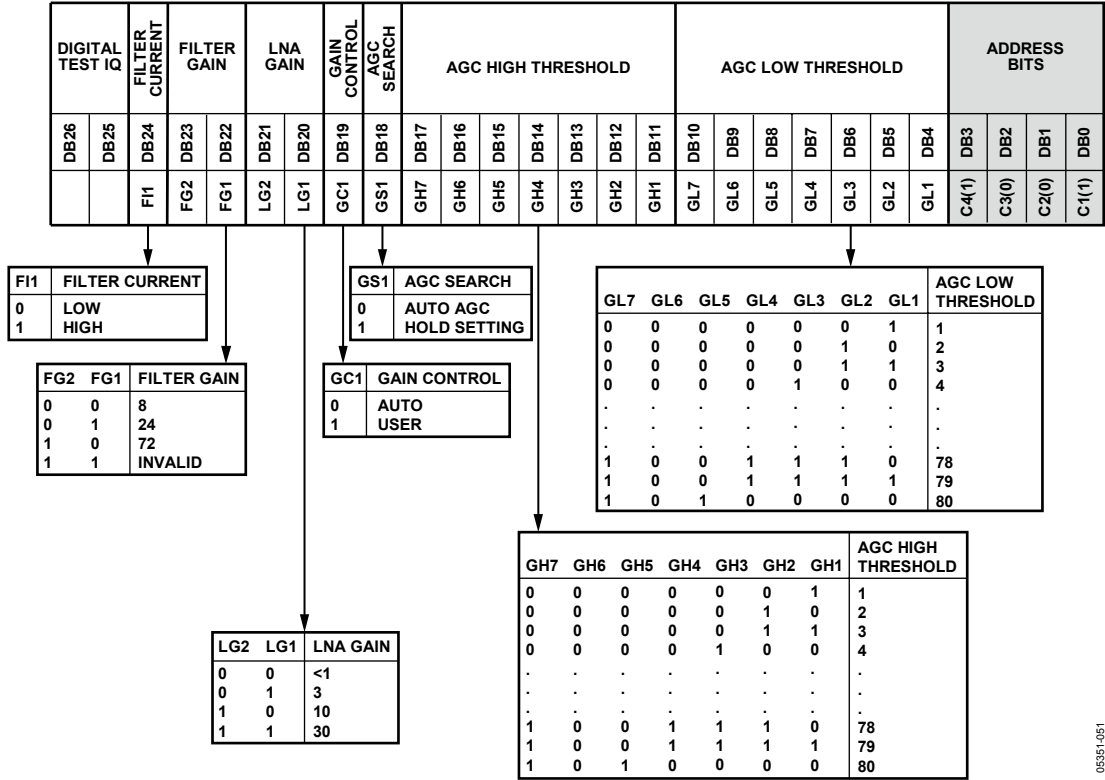 DIGITAL TEST IQ
FILTER CURRENT
FILTER GAIN
LNA GAIN
GAIN CONTROL
AGC SEARCH
AGC HIGH THRESHOLD
AGC LOW THRESHOLD
ADDRESS BITS
DB26 DB25 DB24 DB23 DB22 DB21 DB20 DB19 DB18 DB17 DB16 DB15 DB14 DB13 DB12 DB11 DB10 DB9 DB8 DB7 DB6 DB5 DB4 DB3 DB2 DB1 DB0
FI1 FG2 FG1 LG2 LG1 GC1 GS1 GH7 GH6 GH5 GH4 GH3 GH2 GH1 GL7 GL6 GL5 GL4 GL3 GL2 GL1 C4(1) C3(0) C2(0) C1(1)
FI1 FILTER CURRENT
0 LOW
1 HIGH
GS1 AGC SEARCH
0 AUTO AGC
1 HOLD SETTING
FG2 FG1 FILTER GAIN
0 0 8
0 1 24
1 0 72
1 1 INVALID
GC1 GAIN CONTROL
0 AUTO
1 USER
GL7 GL6 GL5 GL4 GL3 GL2 GL1 AGC LOW THRESHOLD
0 0 0 0 0 0 1 1
0 0 0 0 0 1 0 2
0 0 0 0 0 1 1 3
0 0 0 0 1 0 0 4
. . . . . . . .
. . . . . . . .
. . . . . . . .
1 0 0 1 1 1 0 78
1 0 0 1 1 1 1 79
1 0 1 0 0 0 0 80
GH7 GH6 GH5 GH4 GH3 GH2 GH1 AGC HIGH THRESHOLD
0 0 0 0 0 0 1 1
0 0 0 0 0 1 0 2
0 0 0 0 0 1 1 3
0 0 0 0 1 0 0 4
. . . . . . . .
. . . . . . . .
. . . . . . . .
1 0 0 1 1 1 0 78
1 0 0 1 1 1 1 79
1 0 1 0 0 0 0 80
LG2 LG1 LNA GAIN
0 0 <1
0 1 3
1 0 10
1 1 30
05351-051